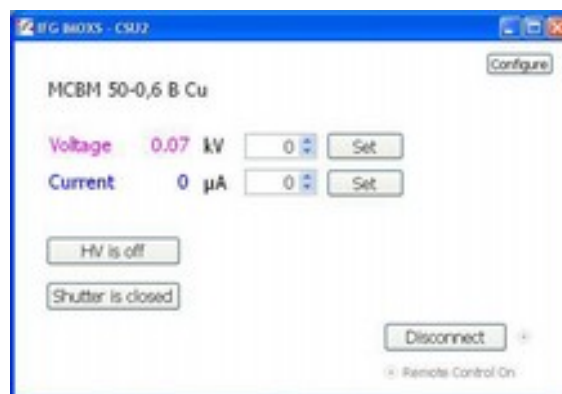 IFG iMOXS - CSU2
Configure
MCBM 50-0,6 B Cu
Voltage 0.07 kV 0 Set
Current 0 µA 0 Set
HV is off
Shutter is closed
Disconnect
Remote Control On